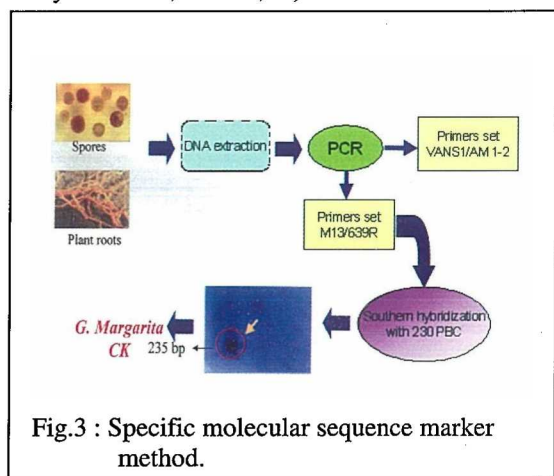 Spores
Plant roots
DNA extraction
PCR
Primers set
VANS1/AM 1-2
Primers set
M13/639R
Southern hybridization
with 230 PBC
G. Margarita
CK
235 bp
Fig.3 : Specific molecular sequence marker
method.